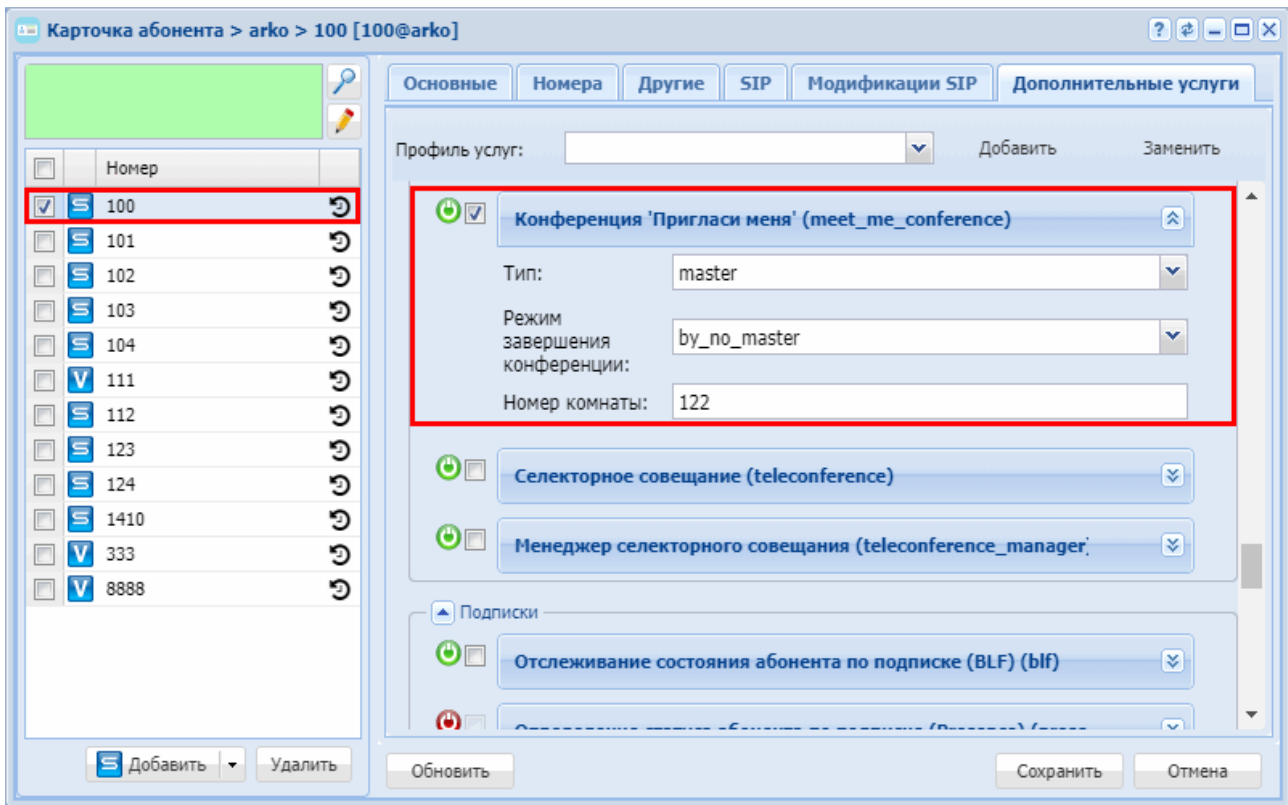 Карточка абонента > arko > 100 [100@arko]
Основные Номера Другие SIP Модификации SIP Дополнительные услуги
Профиль услуг: Добавить Заменить
Номер
100
101
102
103
104
111
112
123
124
1410
333
8888
Добавить Удалить
Конференция 'Пригласи меня' (meet_me_conference)
Тип: master
Режим
завершения
конференции: by_no_master
Номер комнаты: 122
Селекторное совещание (teleconference)
Менеджер селекторного совещания (teleconference_manager)
Подписки
Отслеживание состояния абонента по подписке (BLF) (blf)
Обновить Сохранить Отмена